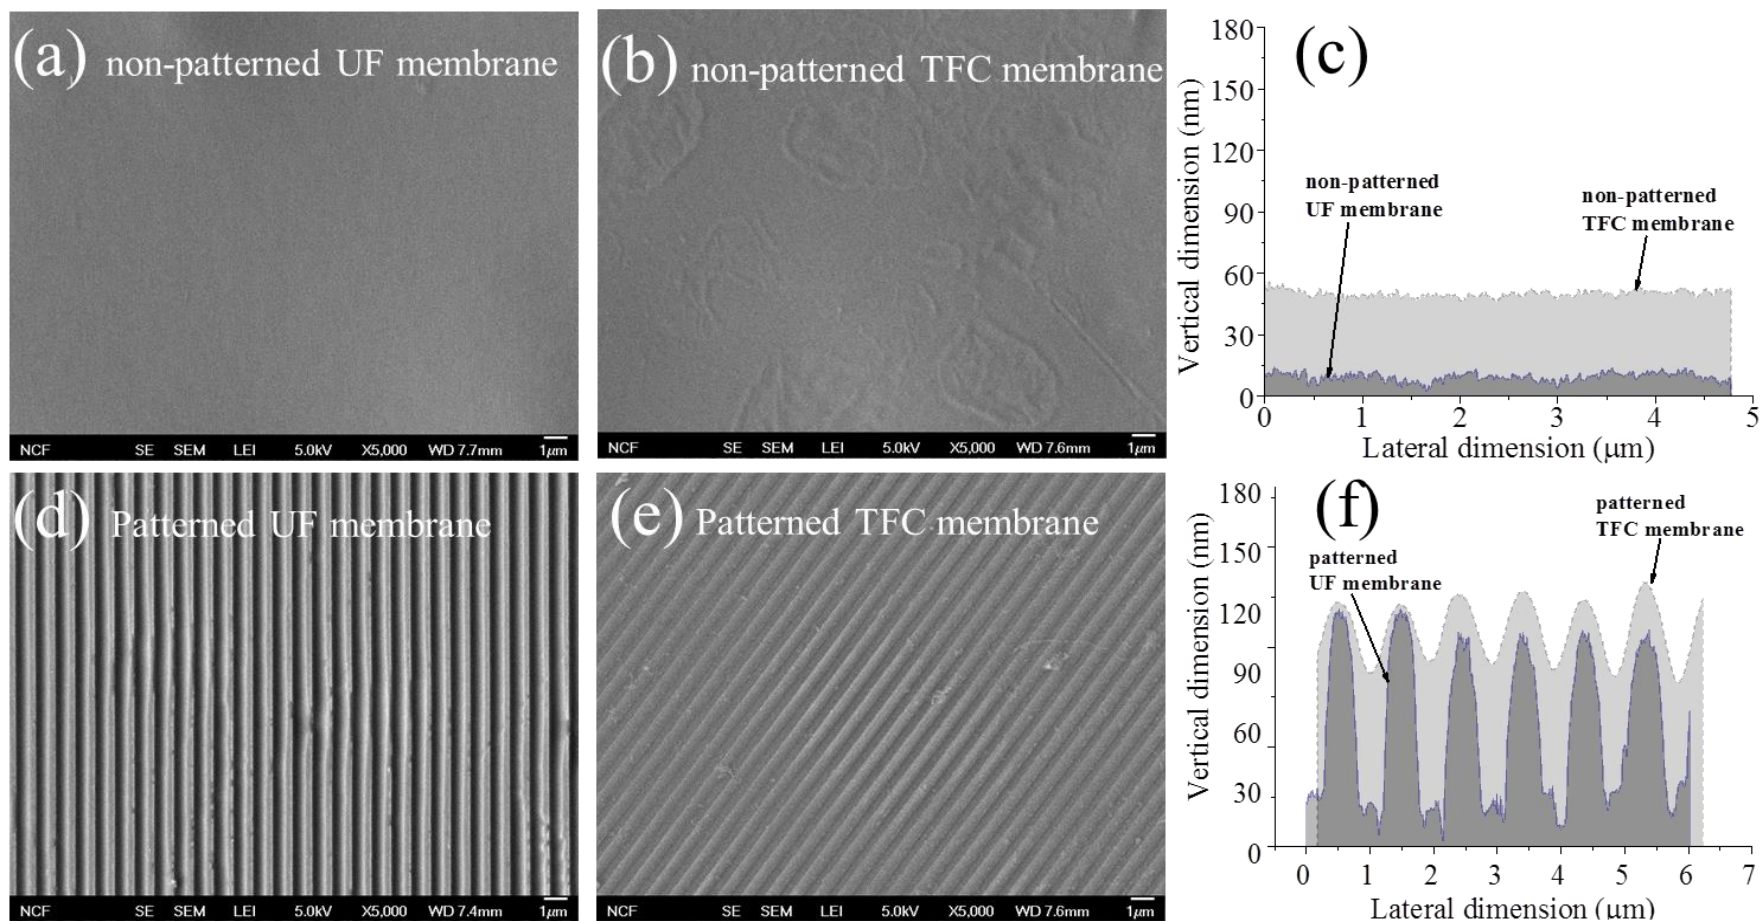 (a) non-patterned UF membrane
NCF SE SEM LEI 5.0kV X5,000 WD 7.7mm 1μm
(b) non-patterned TFC membrane
NCF SE SEM LEI 5.0kV X5,000 WD 7.6mm 1μm
(c)
180
150
120
90
60
30
0
Vertical dimension (nm)
non-patterned
UF membrane
non-patterned
TFC membrane
0 1 2 3 4 5
Lateral dimension (μm)
(d) Patterned UF membrane
NCF SE SEM LEI 5.0kV X5,000 WD 7.4mm 1μm
(e) Patterned TFC membrane
NCF SE SEM LEI 5.0kV X5,000 WD 7.6mm 1μm
(f)
180
150
120
90
60
30
0
Vertical dimension (nm)
patterned
UF membrane
patterned
TFC membrane
0 1 2 3 4 5 6 7
Lateral dimension (μm)